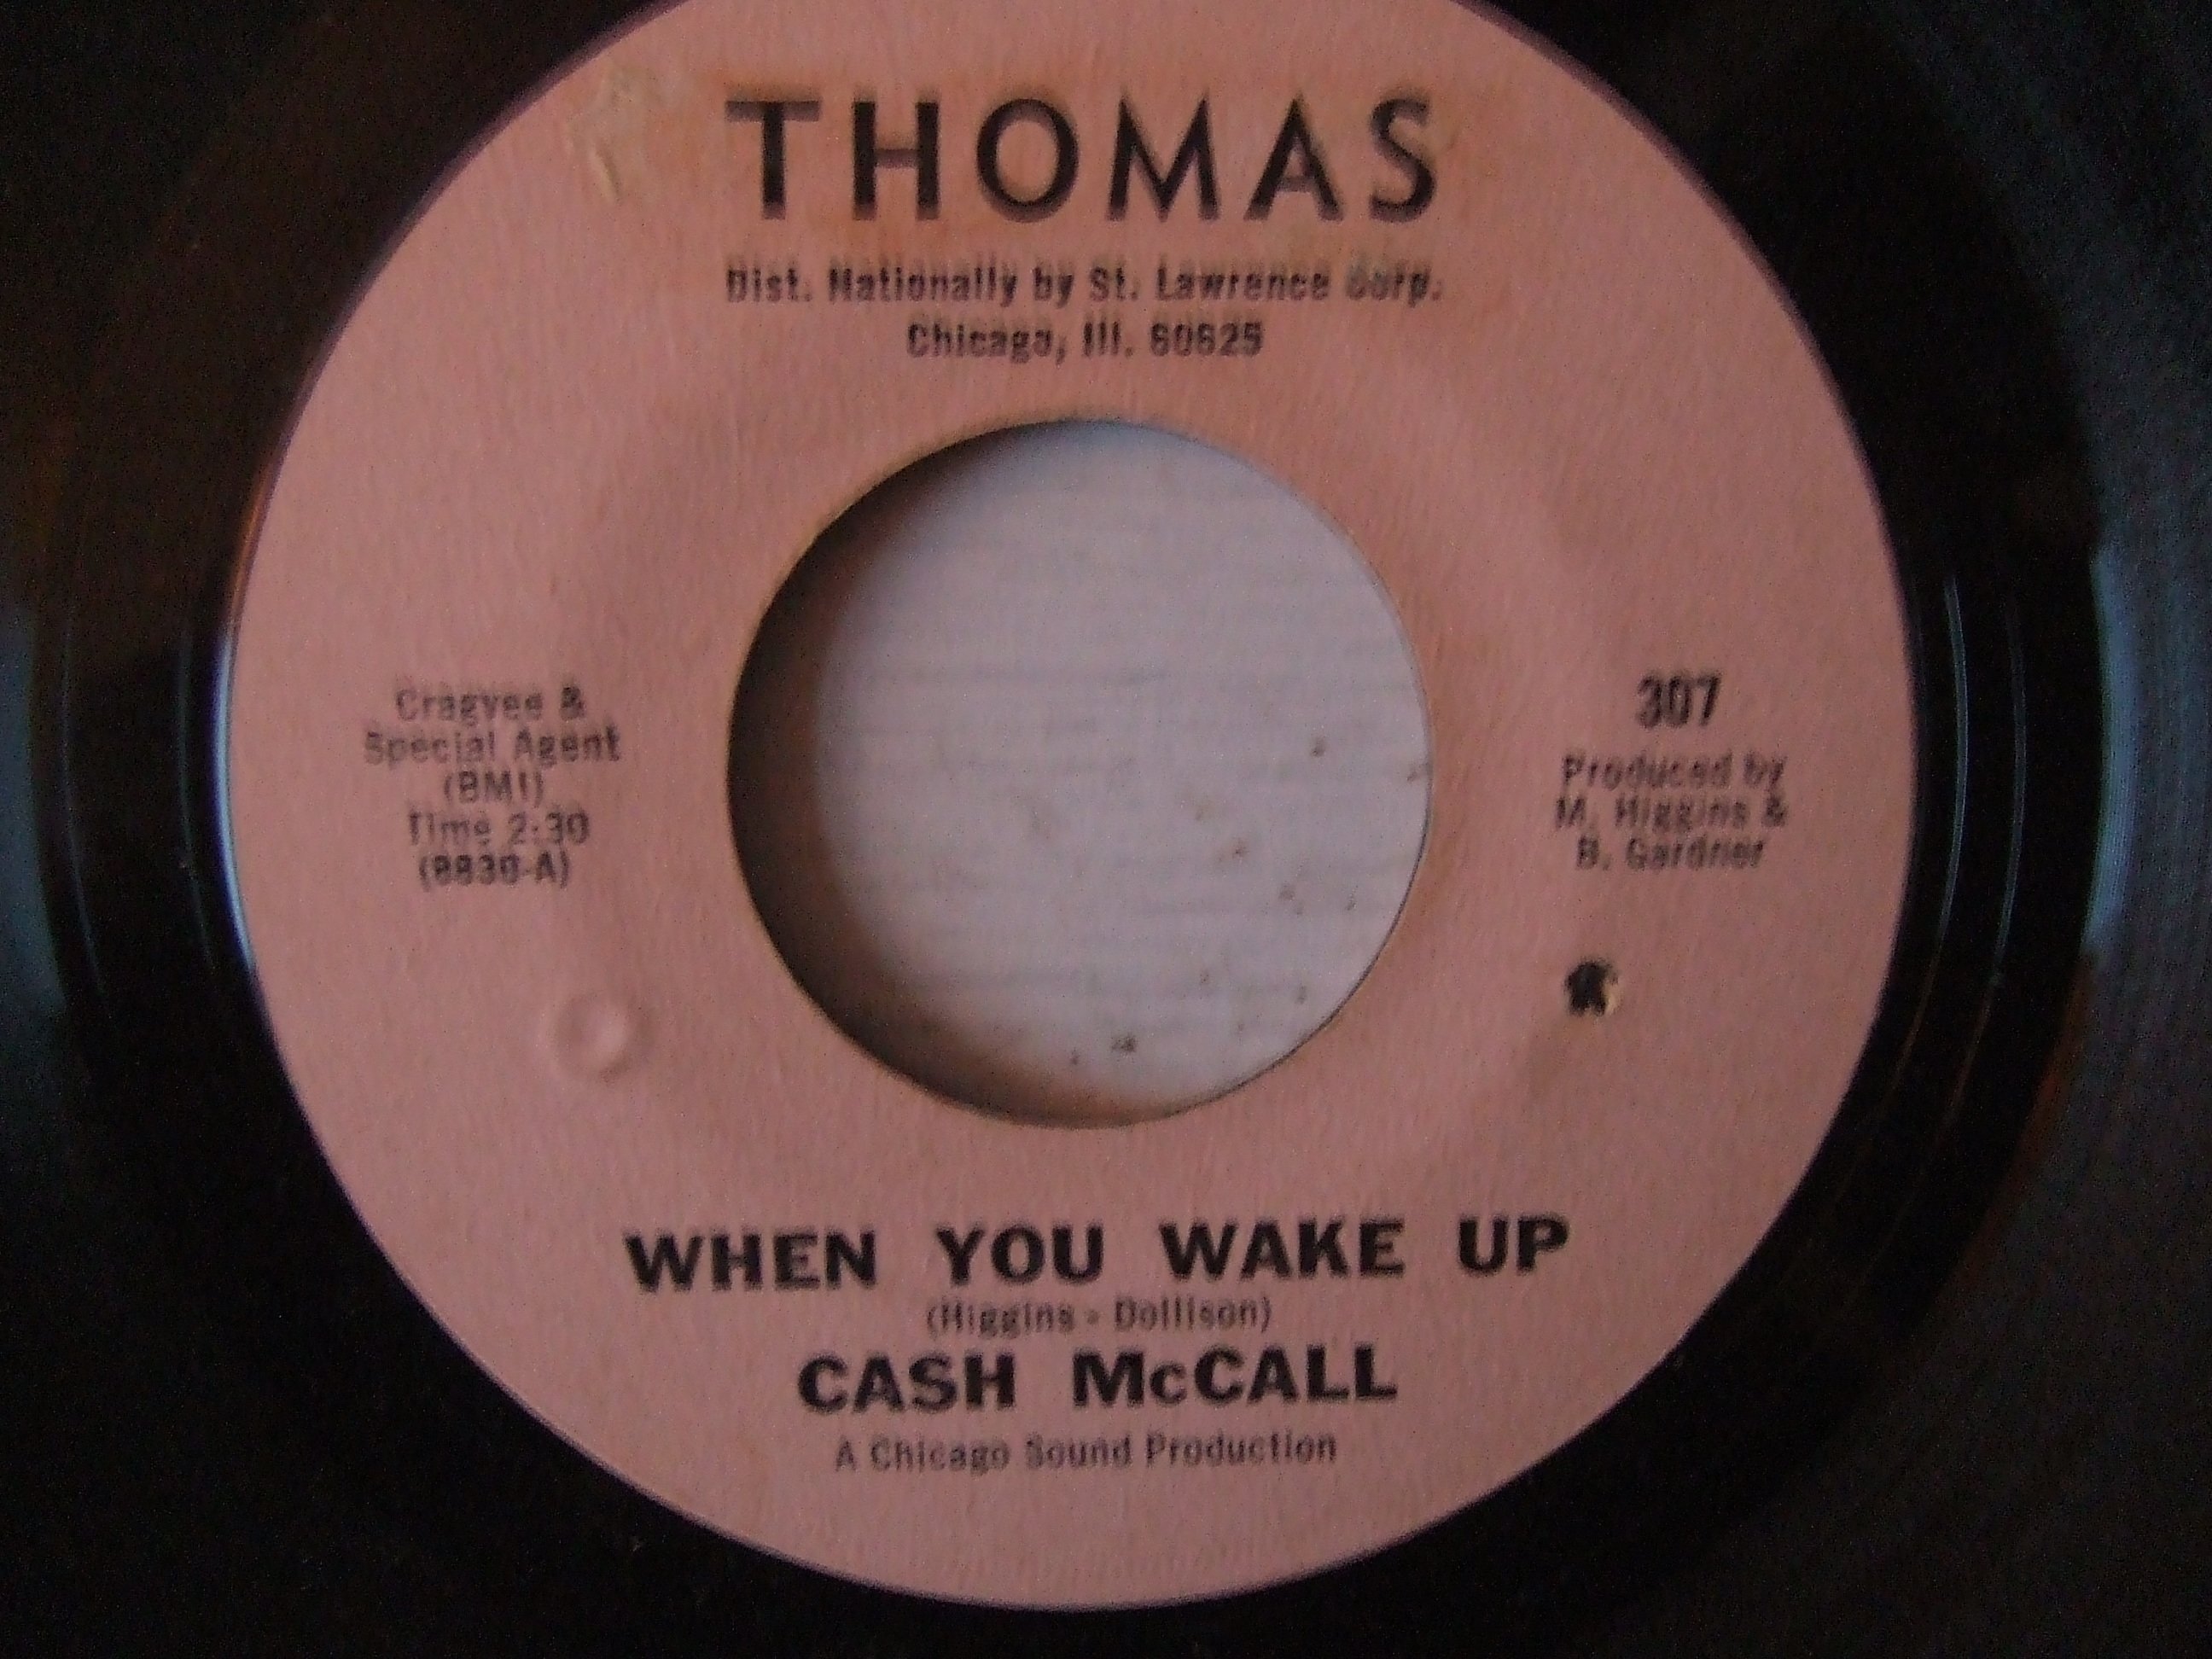 THOMAS
Dist. Nationally by St. Lawrence Corp.
Chicago, Ill. 60625
Cragvee &
Special Agent
(BMI)
Time 2:30
(8830-A)
307
Produced by
M. Higgins &
B. Gardner
WHEN YOU WAKE UP
(Higgins - Dollison)
CASH McCALL
A Chicago Sound Production